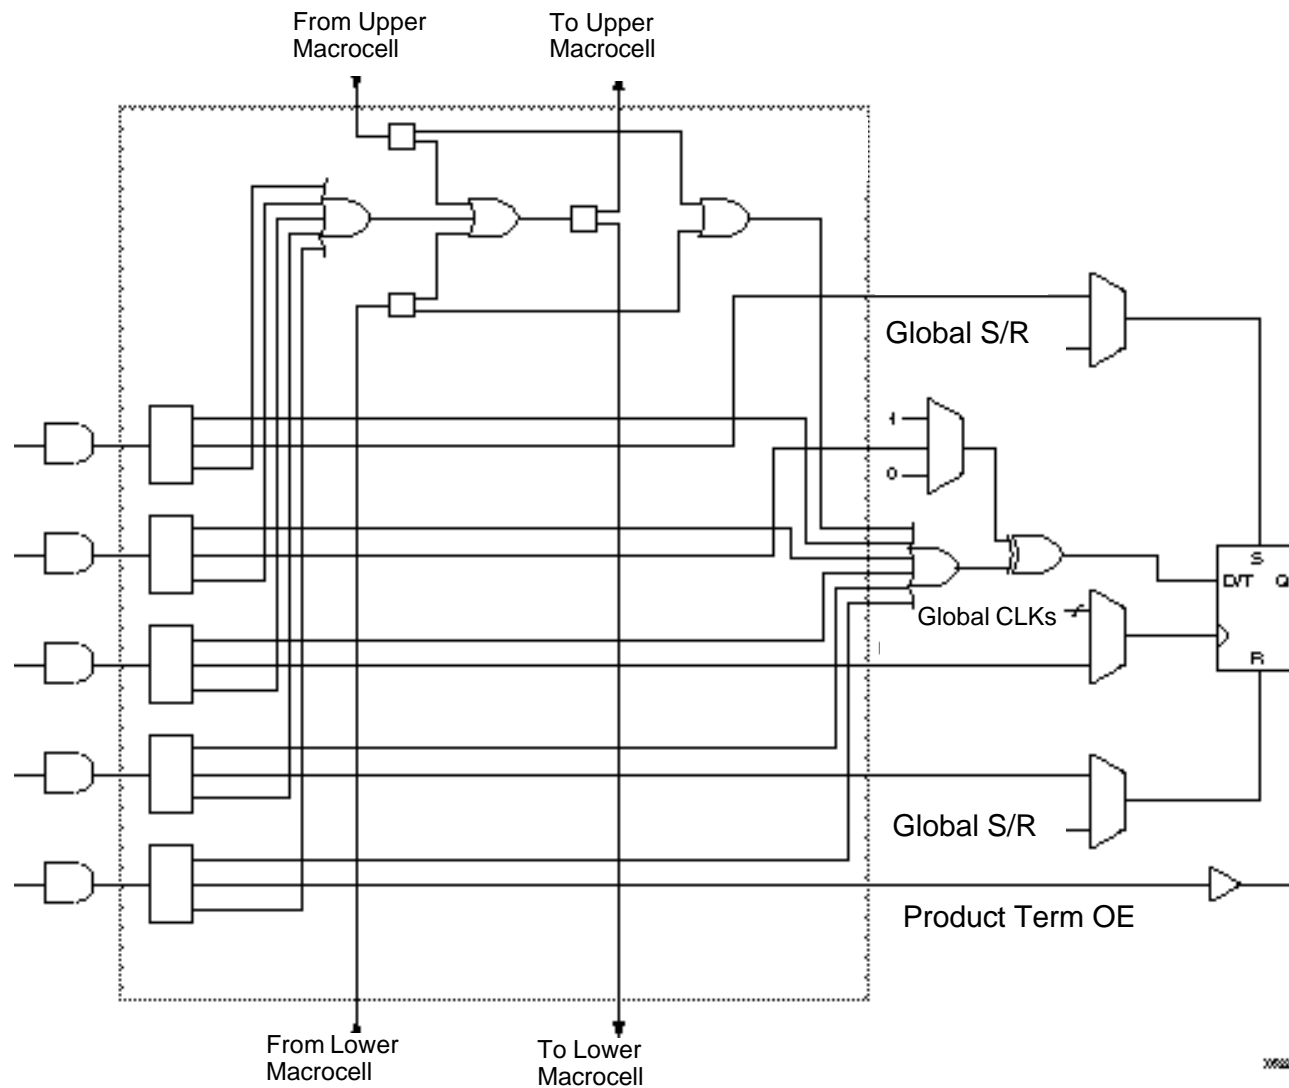 From Upper
Macrocell
To Upper
Macrocell
Global S/R
1
0
S
D/T Q
Global CLKs
R
Global S/R
Product Term OE
From Lower
Macrocell
To Lower
Macrocell